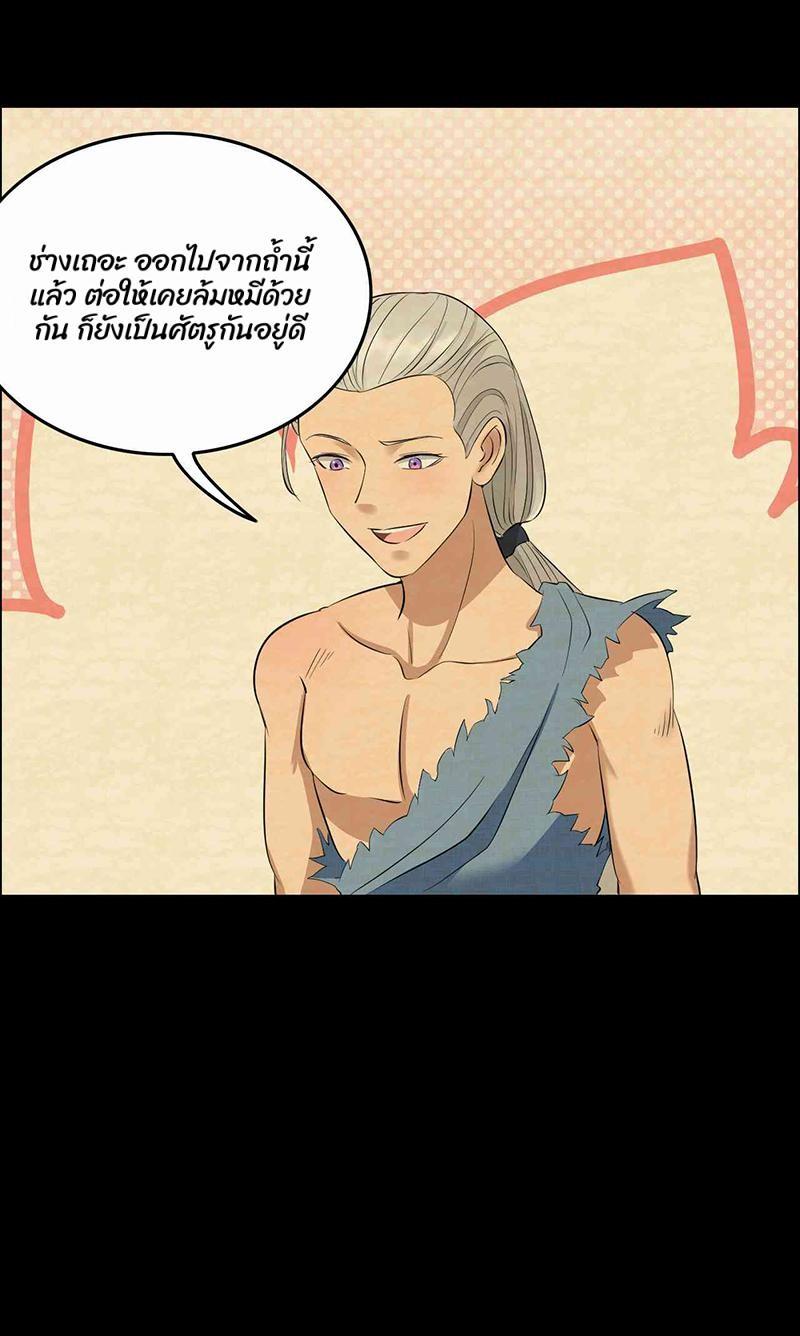 ช่างเถอะ ออกไปจากถ้ำนี้
แล้ว ต่อให้เคยล้มหมีด้วย
กัน ก็ยังเป็นศัตรูกันอยู่ดี